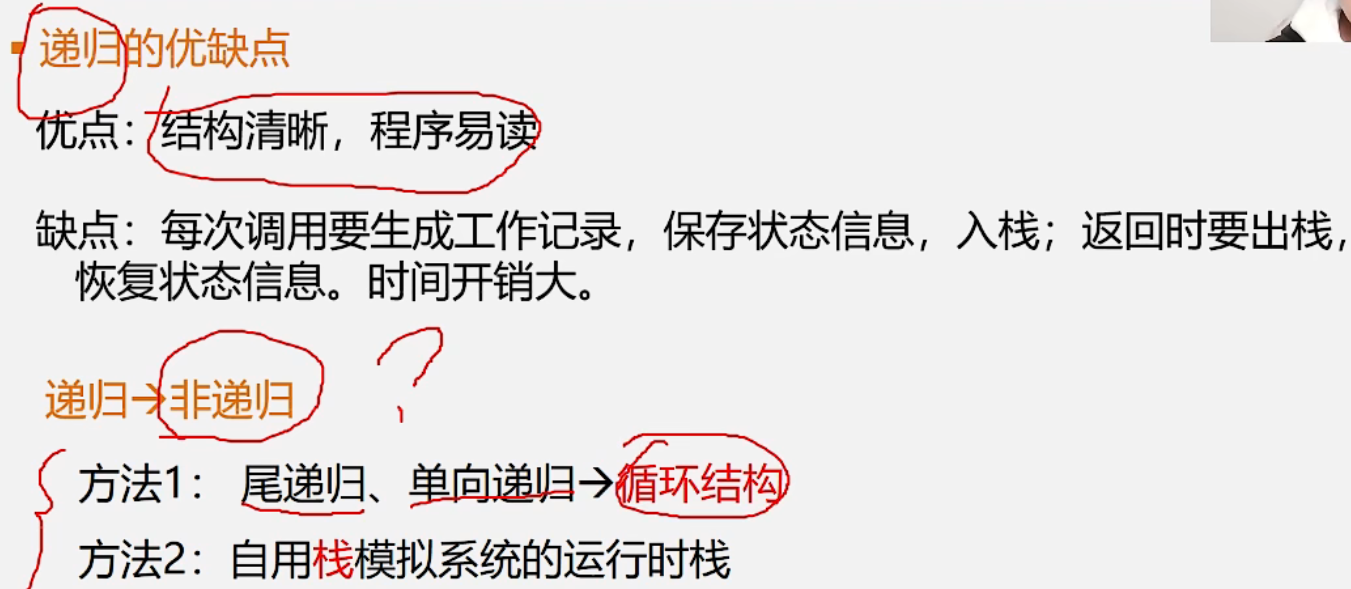 递归的优缺点
优点：结构清晰，程序易读
缺点：每次调用要生成工作记录，保存状态信息，入栈；返回时要出栈，
恢复状态信息。时间开销大。
递归→非递归
?
方法1： 尾递归、单向递归→循环结构
方法2：自用栈模拟系统的运行时栈